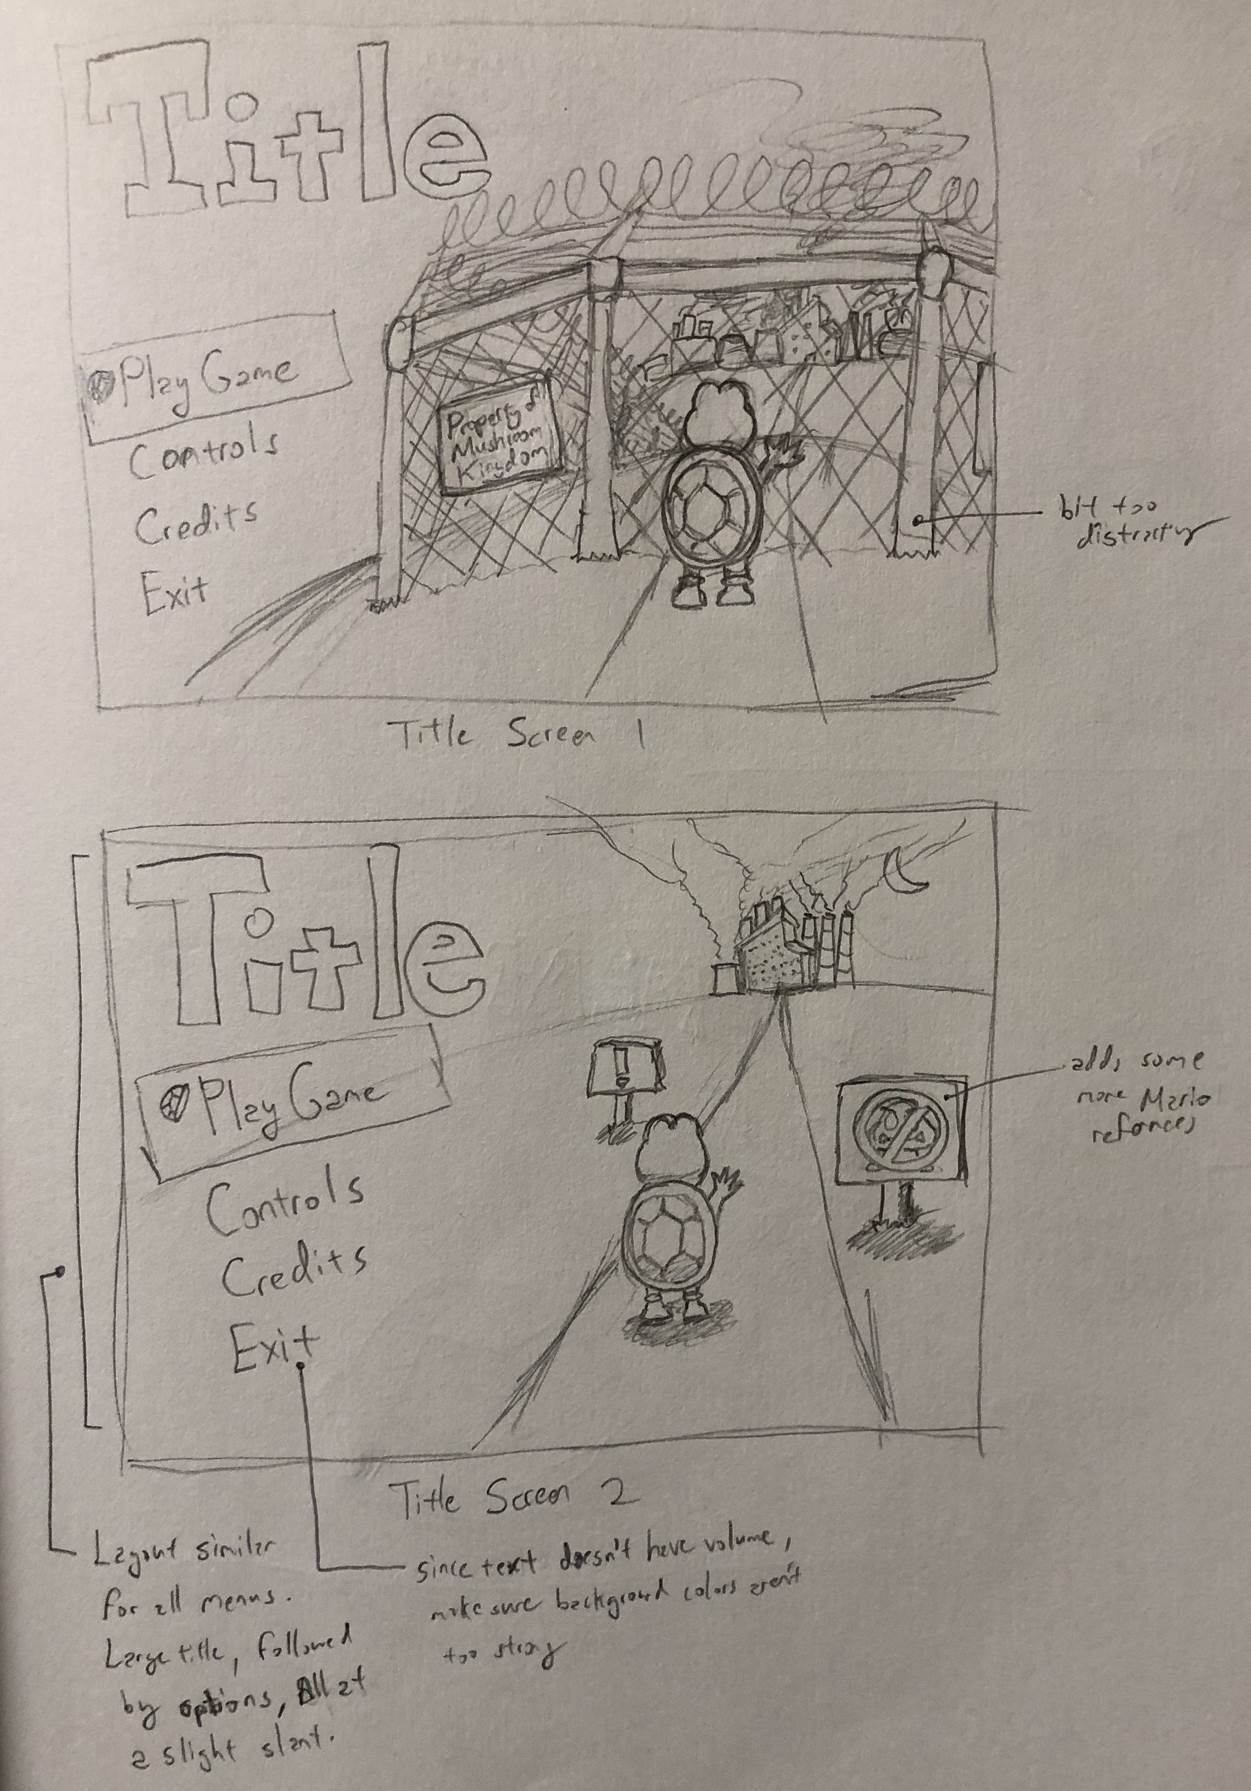 Title
Play Game
Controls
Credits
Exit
Property of
Mushroom
Kingdom
bit too
distracting
Title Screen 1
Title
Play Game
Controls
Credits
Exit
!
adds some
more Mario
refrences
Title Screen 2
Layout similar
for all menus.
Large title, followed
by options, All at
a slight slant.
since text doesn't have volume,
make sure background colors aren't
too strong